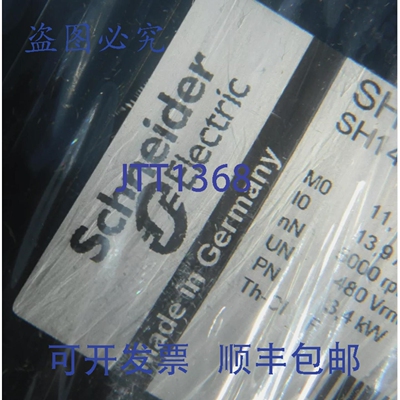 盗图必究
Schneider
Electric
Made in Germany
SH
SH14
M0 11,
I0 13,9
nN 5000 rp
UN 480 Vrm
PN 3,4 kW
Th-Cl F
JTT1368
可开发票 顺丰包邮